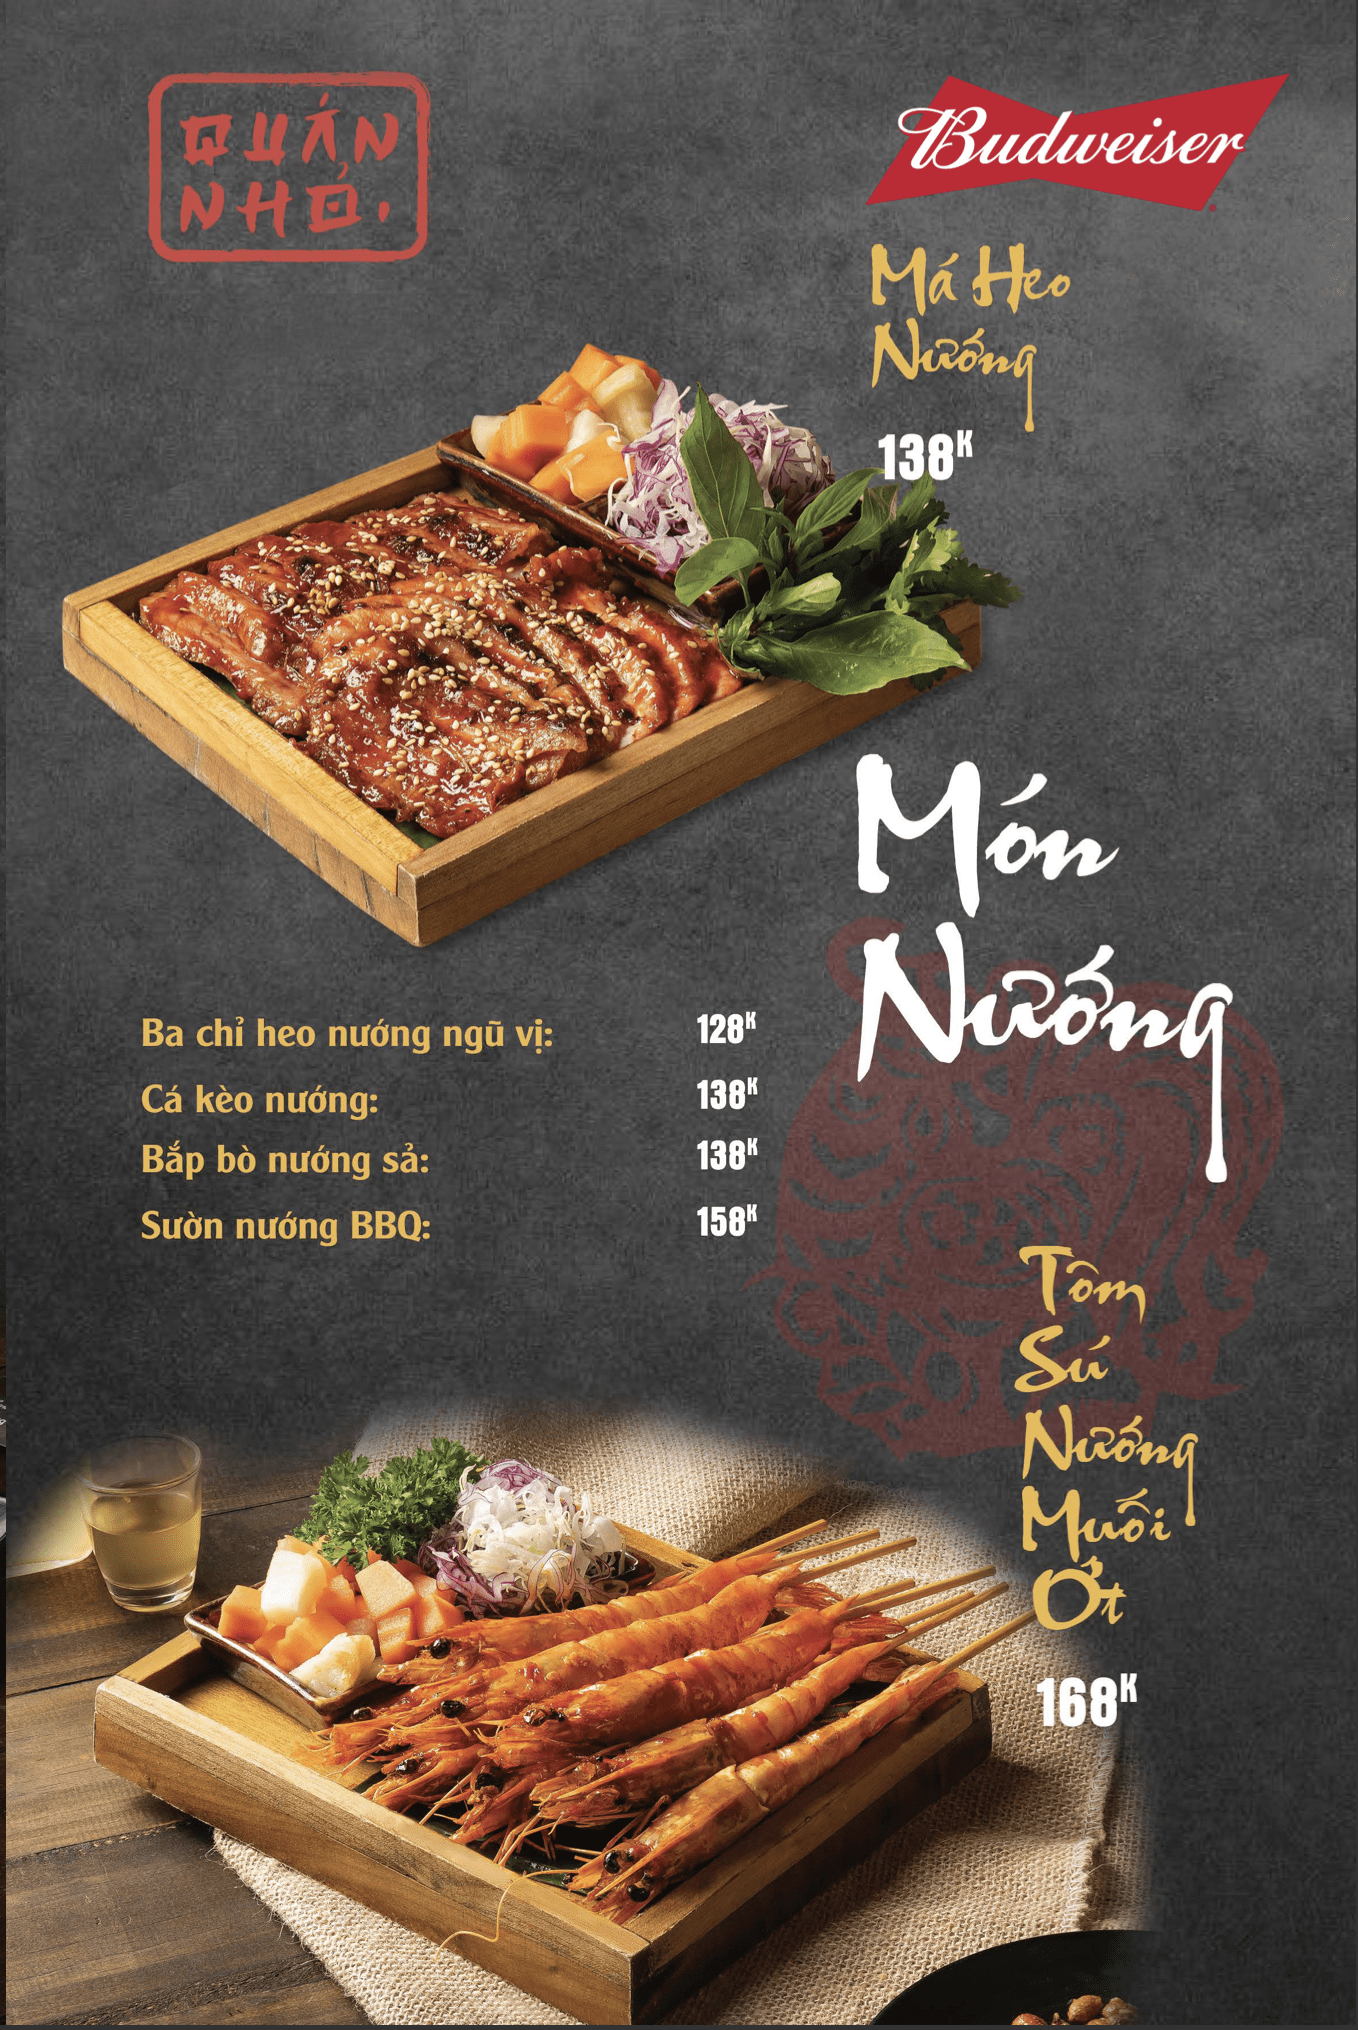 QUÁN
NHỎ,
Budweiser
Má Heo
Nướng
138K
Món
Nướng
Ba chỉ heo nướng ngũ vị: 128K
Cá kèo nướng: 138K
Bắp bò nướng sả: 138K
Sườn nướng BBQ: 158K
Tôm
Sú
Nướng
Muối
Ớt
168K